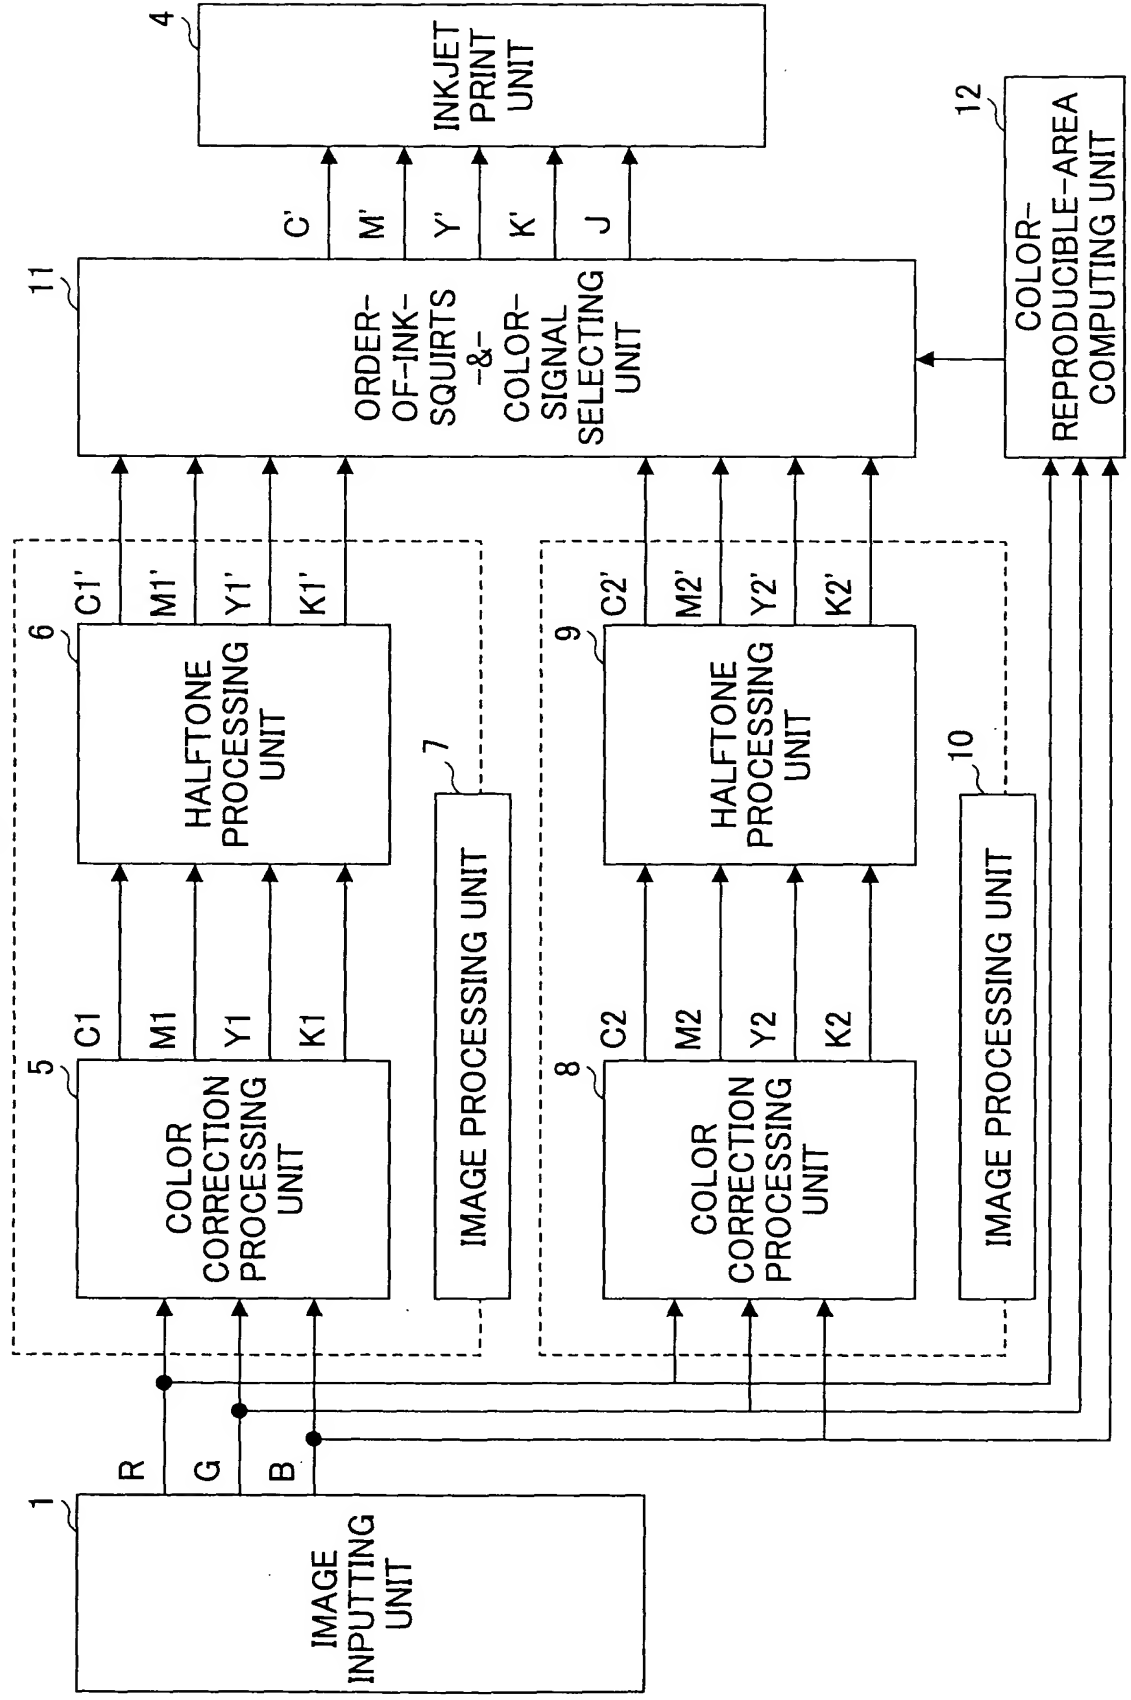 1
IMAGE
INPUTTING
UNIT
R
G
B
5
COLOR
CORRECTION
PROCESSING
UNIT
C1
M1
Y1
K1
6
HALFTONE
PROCESSING
UNIT
C1'
M1'
Y1'
K1'
7
IMAGE PROCESSING UNIT
8
COLOR
CORRECTION
PROCESSING
UNIT
C2
M2
Y2
K2
9
HALFTONE
PROCESSING
UNIT
C2'
M2'
Y2'
K2'
10
IMAGE PROCESSING UNIT
11
ORDER-
OF-INK-
SQUIRTS
-&-
COLOR-
SIGNAL
SELECTING
UNIT
12
COLOR-
REPRODUCIBLE-AREA
COMPUTING UNIT
C'
M'
Y'
K'
J
4
INKJET
PRINT
UNIT